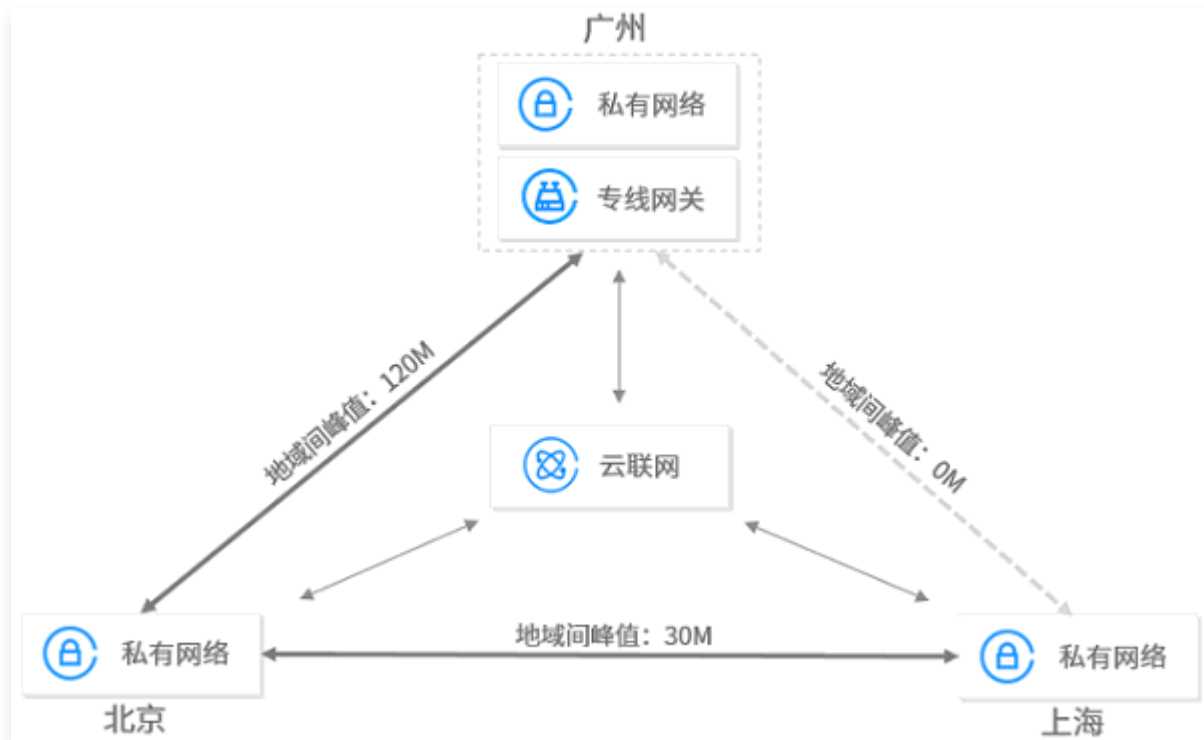 广州
私有网络
专线网关
地域间峰值：120M
地域间峰值：0M
云联网
私有网络
地域间峰值：30M
私有网络
北京
上海